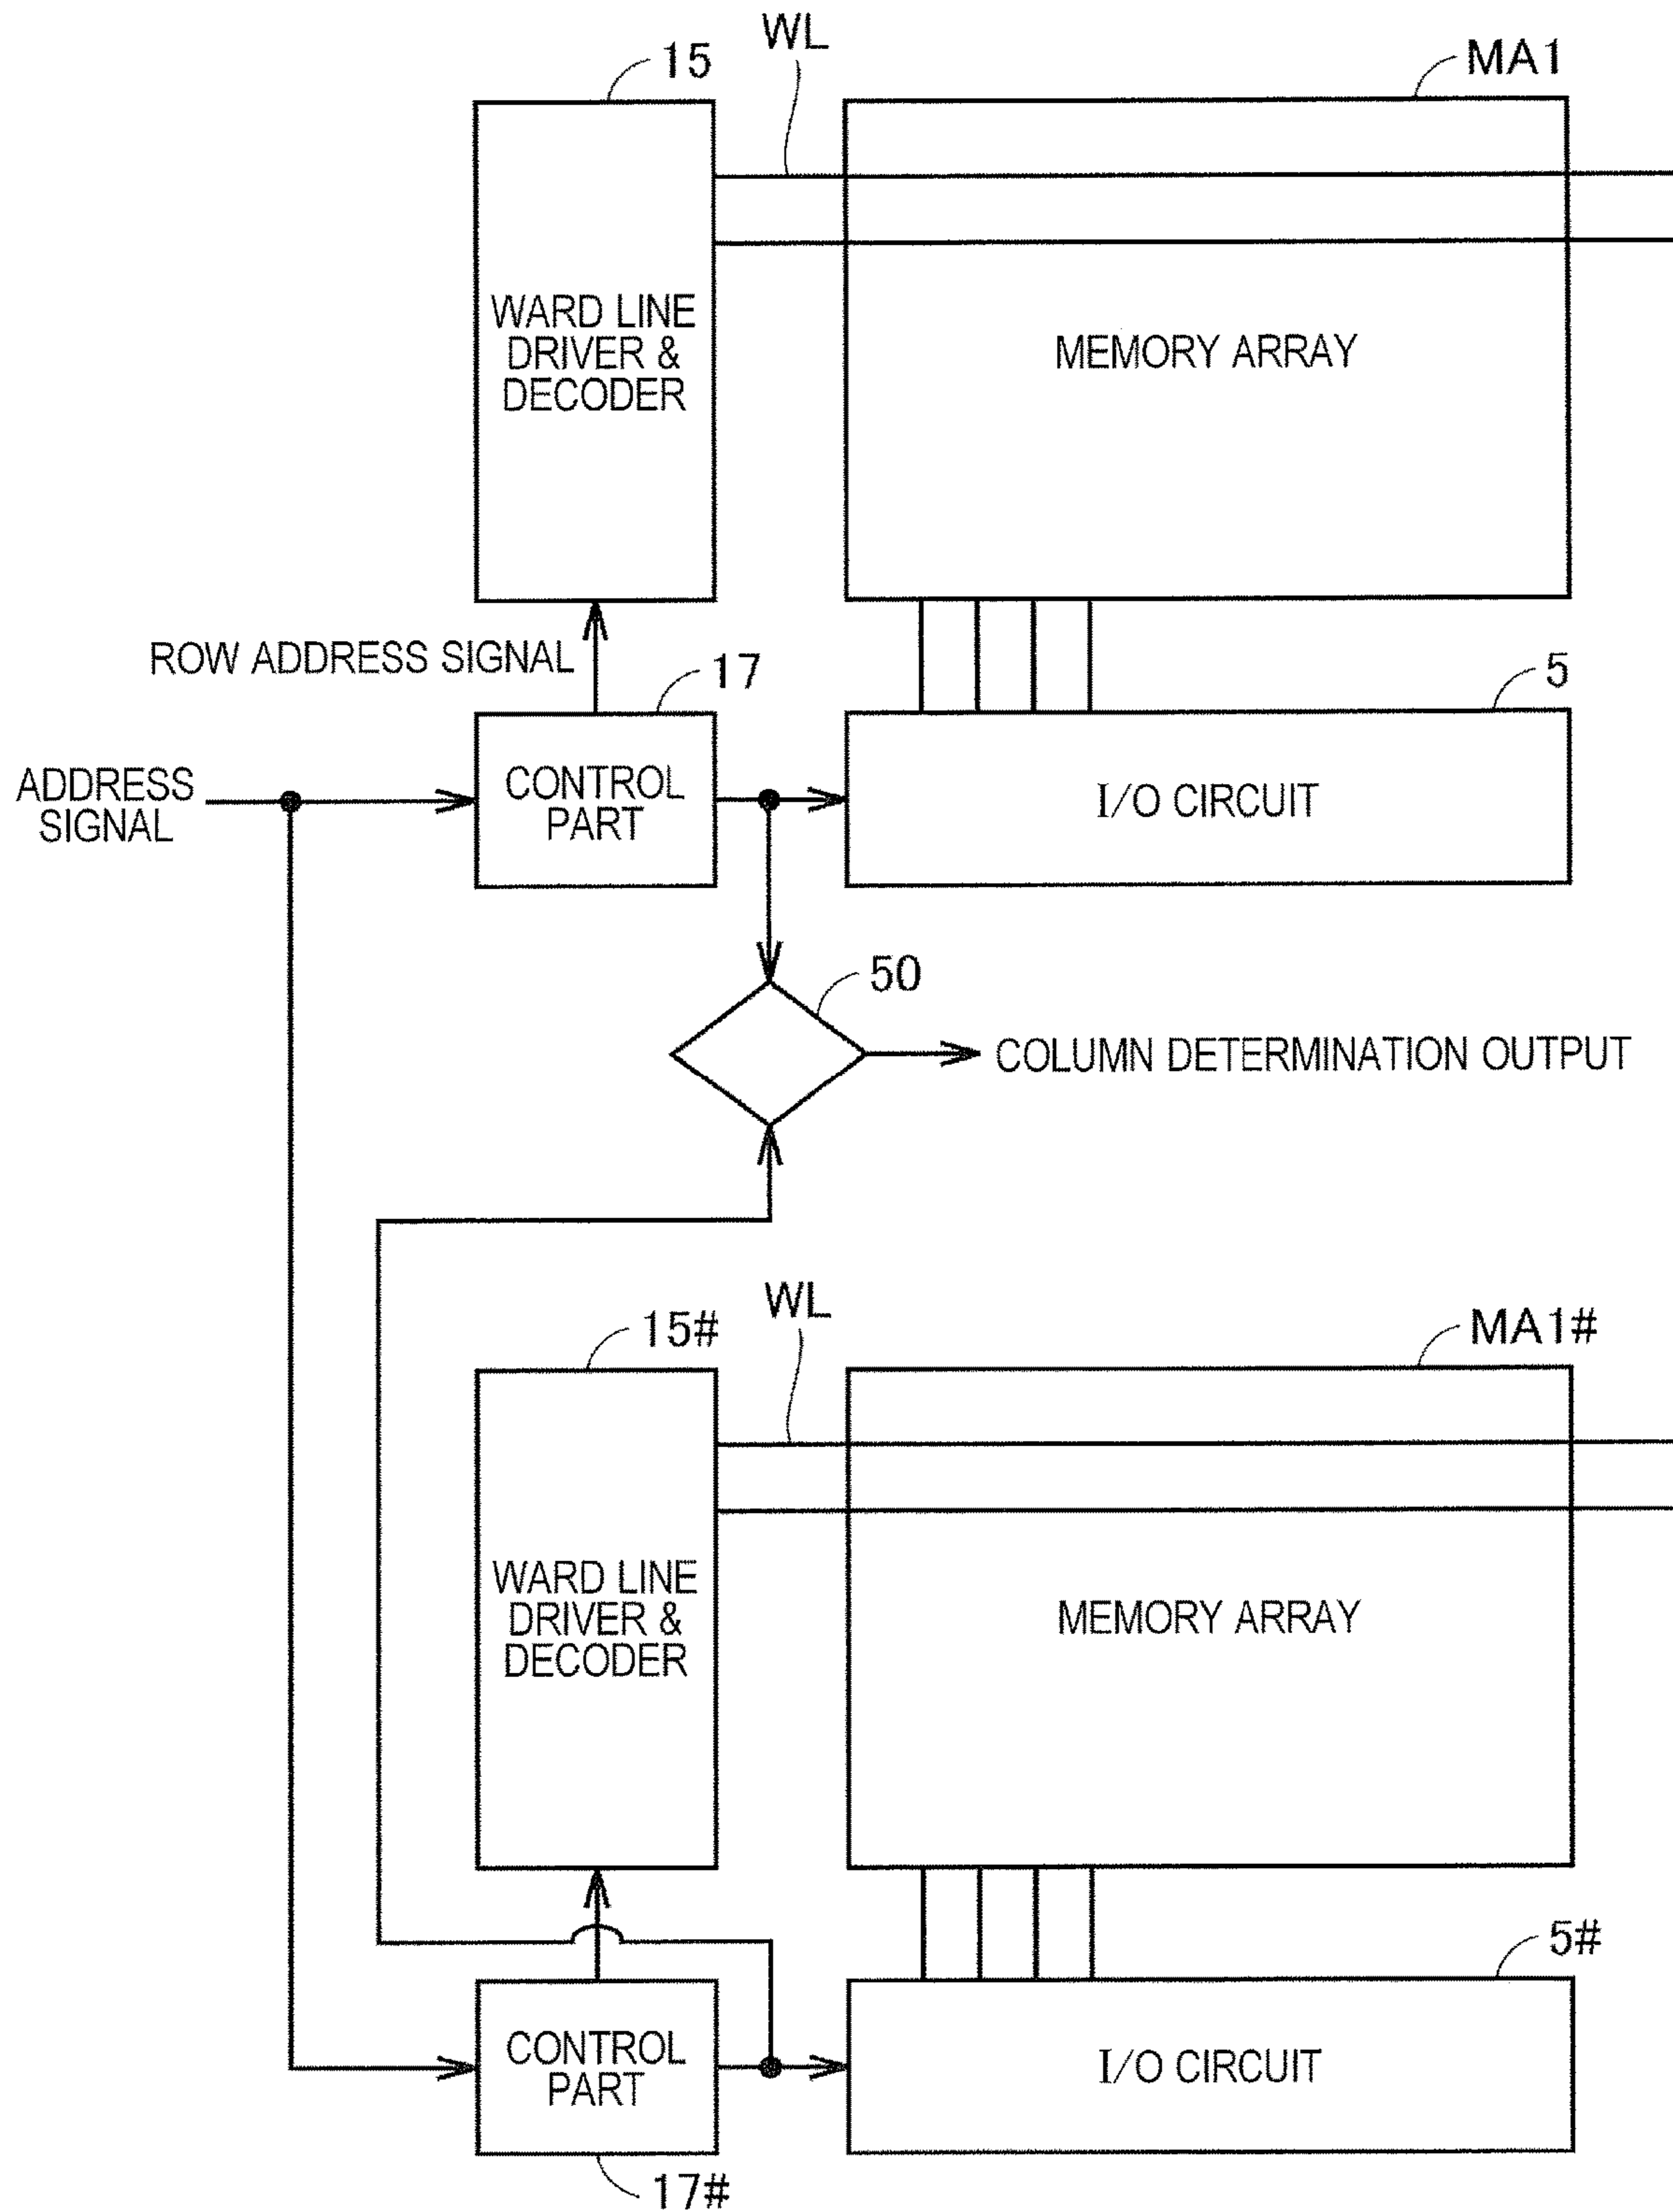 WL
15
MA1
WARD LINE
DRIVER &
DECODER
MEMORY ARRAY
ROW ADDRESS SIGNAL
17
5
ADDRESS
SIGNAL
CONTROL
PART
I/O CIRCUIT
50
COLUMN DETERMINATION OUTPUT
WL
15#
MA1#
WARD LINE
DRIVER &
DECODER
MEMORY ARRAY
5#
CONTROL
PART
I/O CIRCUIT
17#